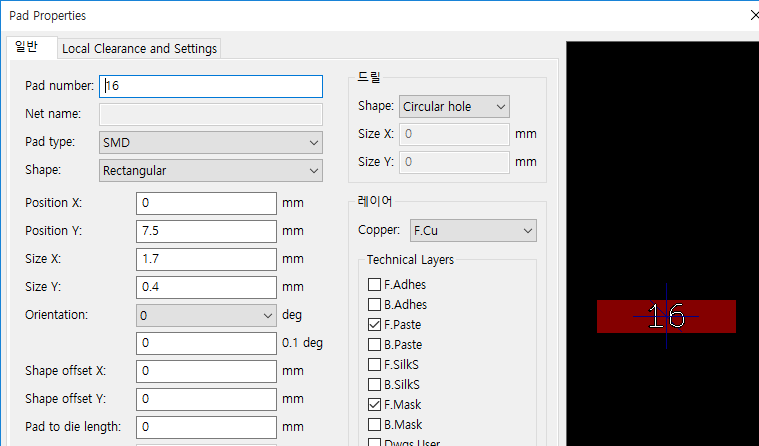 Pad Properties
일반
Local Clearance and Settings
Pad number: 16
Net name:
Pad type: SMD
Shape: Rectangular
Position X: 0 mm
Position Y: 7.5 mm
Size X: 1.7 mm
Size Y: 0.4 mm
Orientation: 0 deg
0 0.1 deg
Shape offset X: 0 mm
Shape offset Y: 0 mm
Pad to die length: 0 mm
드릴
Shape: Circular hole
Size X: 0 mm
Size Y: 0 mm
레이어
Copper: F.Cu
Technical Layers
F.Adhes
B.Adhes
F.Paste
B.Paste
F.SilkS
B.SilkS
F.Mask
B.Mask
Dwgs.User
16